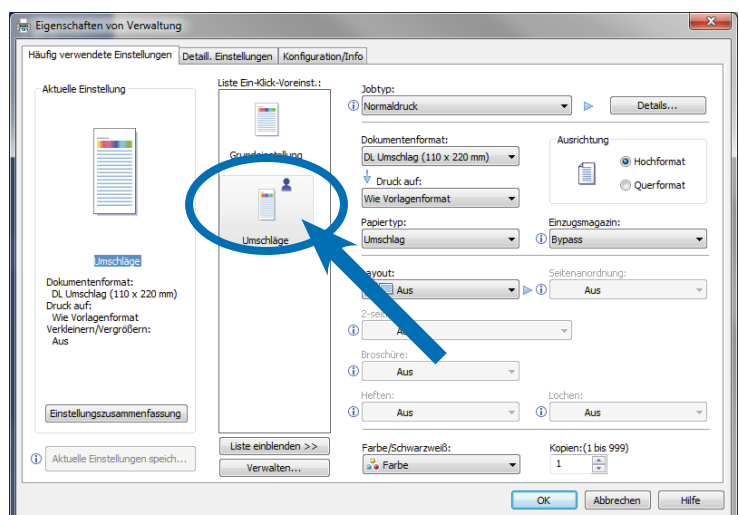 Eigenschaften von Verwaltung
Häufig verwendete Einstellungen
Detaill. Einstellungen
Konfiguration/Info
Aktuelle Einstellung
Umschläge
Dokumentenformat:
DL Umschlag (110 x 220 mm)
Druck auf:
Wie Vorlagenformat
Verkleinern/Vergrößern:
Aus
Einstellungszusammenfassung
Aktuelle Einstellungen speich...
Liste Ein-Klick-Voreinst.:
Grundeinstellung
Umschläge
Liste einblenden >>
Verwalten...
Jobtyp:
Normaldruck
Details...
Dokumentenformat:
DL Umschlag (110 x 220 mm)
Druck auf:
Wie Vorlagenformat
Ausrichtung
Hochformat
Querformat
Papiertyp:
Umschlag
Einzugsmagazin:
Bypass
Layout:
Aus
Seitenanordnung:
Aus
Broschüre:
Aus
Heften:
Aus
Lochen:
Aus
Farbe/Schwarzweiß:
Farbe
Kopien:(1 bis 999)
1
OK
Abbrechen
Hilfe